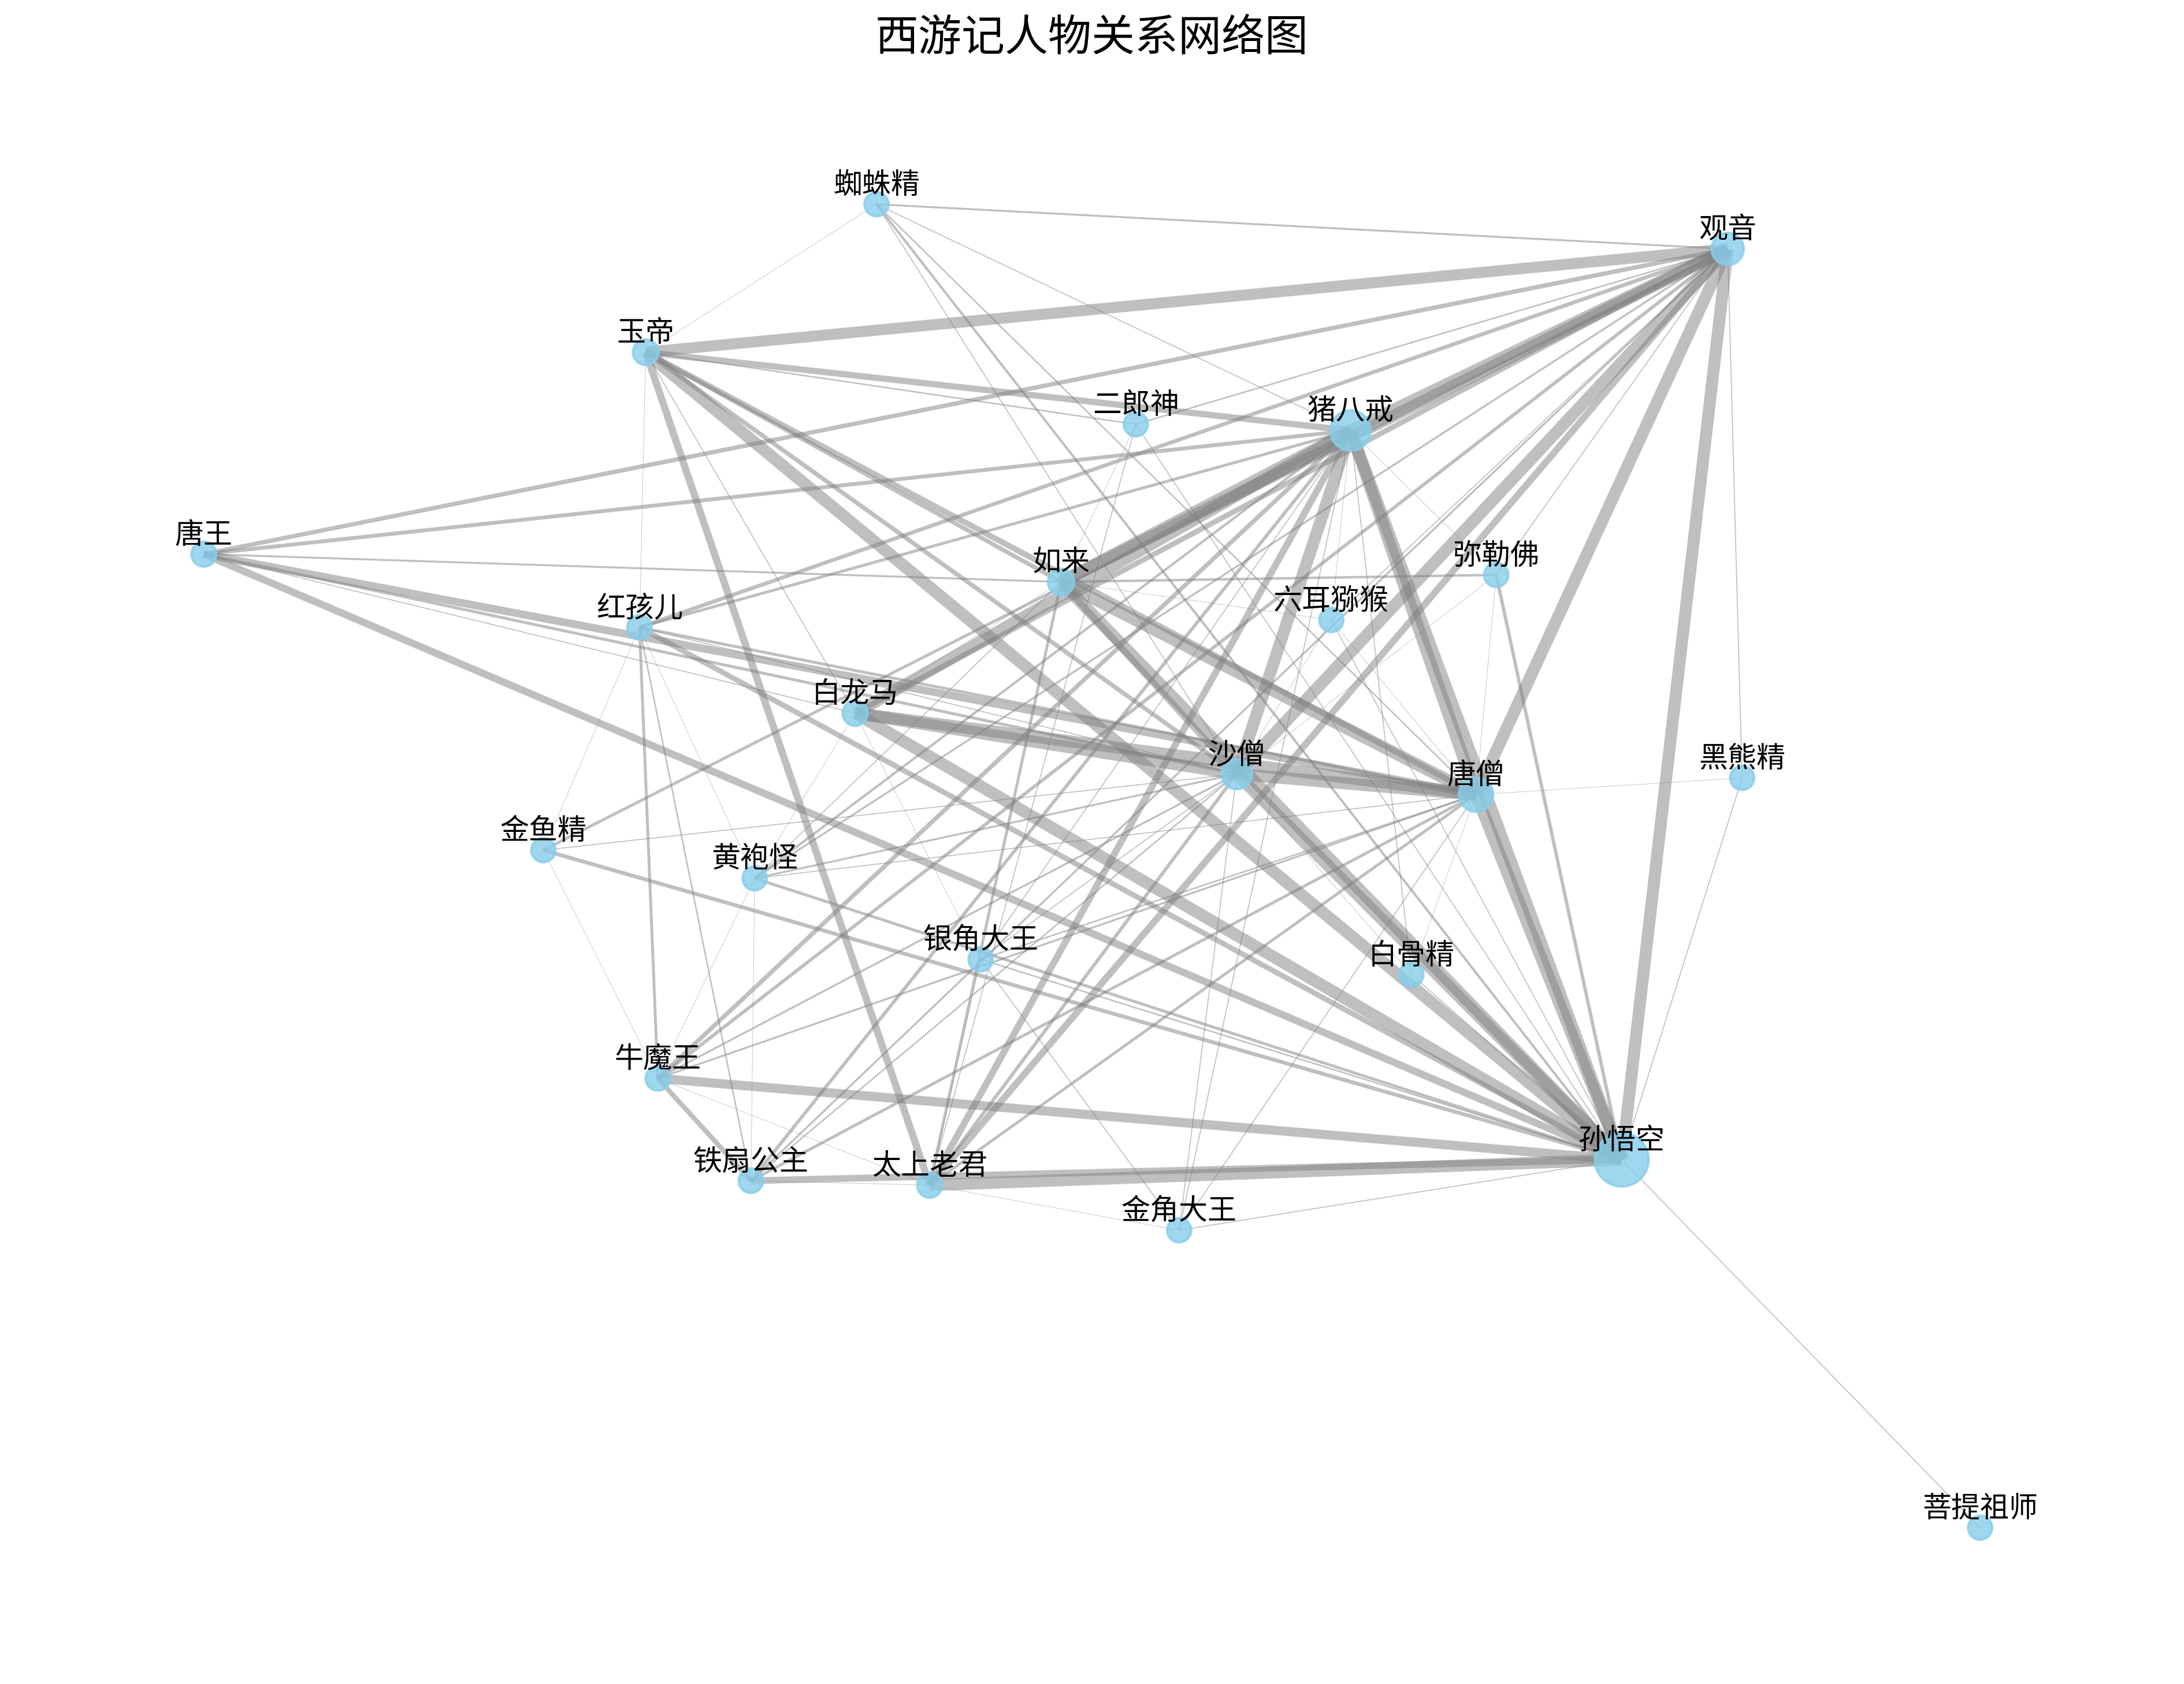 西游记人物关系网络图
蜘蛛精
观音
玉帝
二郎神
猪八戒
唐王
如来
弥勒佛
六耳猕猴
红孩儿
白龙马
沙僧
黑熊精
唐僧
金鱼精
黄袍怪
银角大王
白骨精
牛魔王
孙悟空
铁扇公主
太上老君
金角大王
菩提祖师